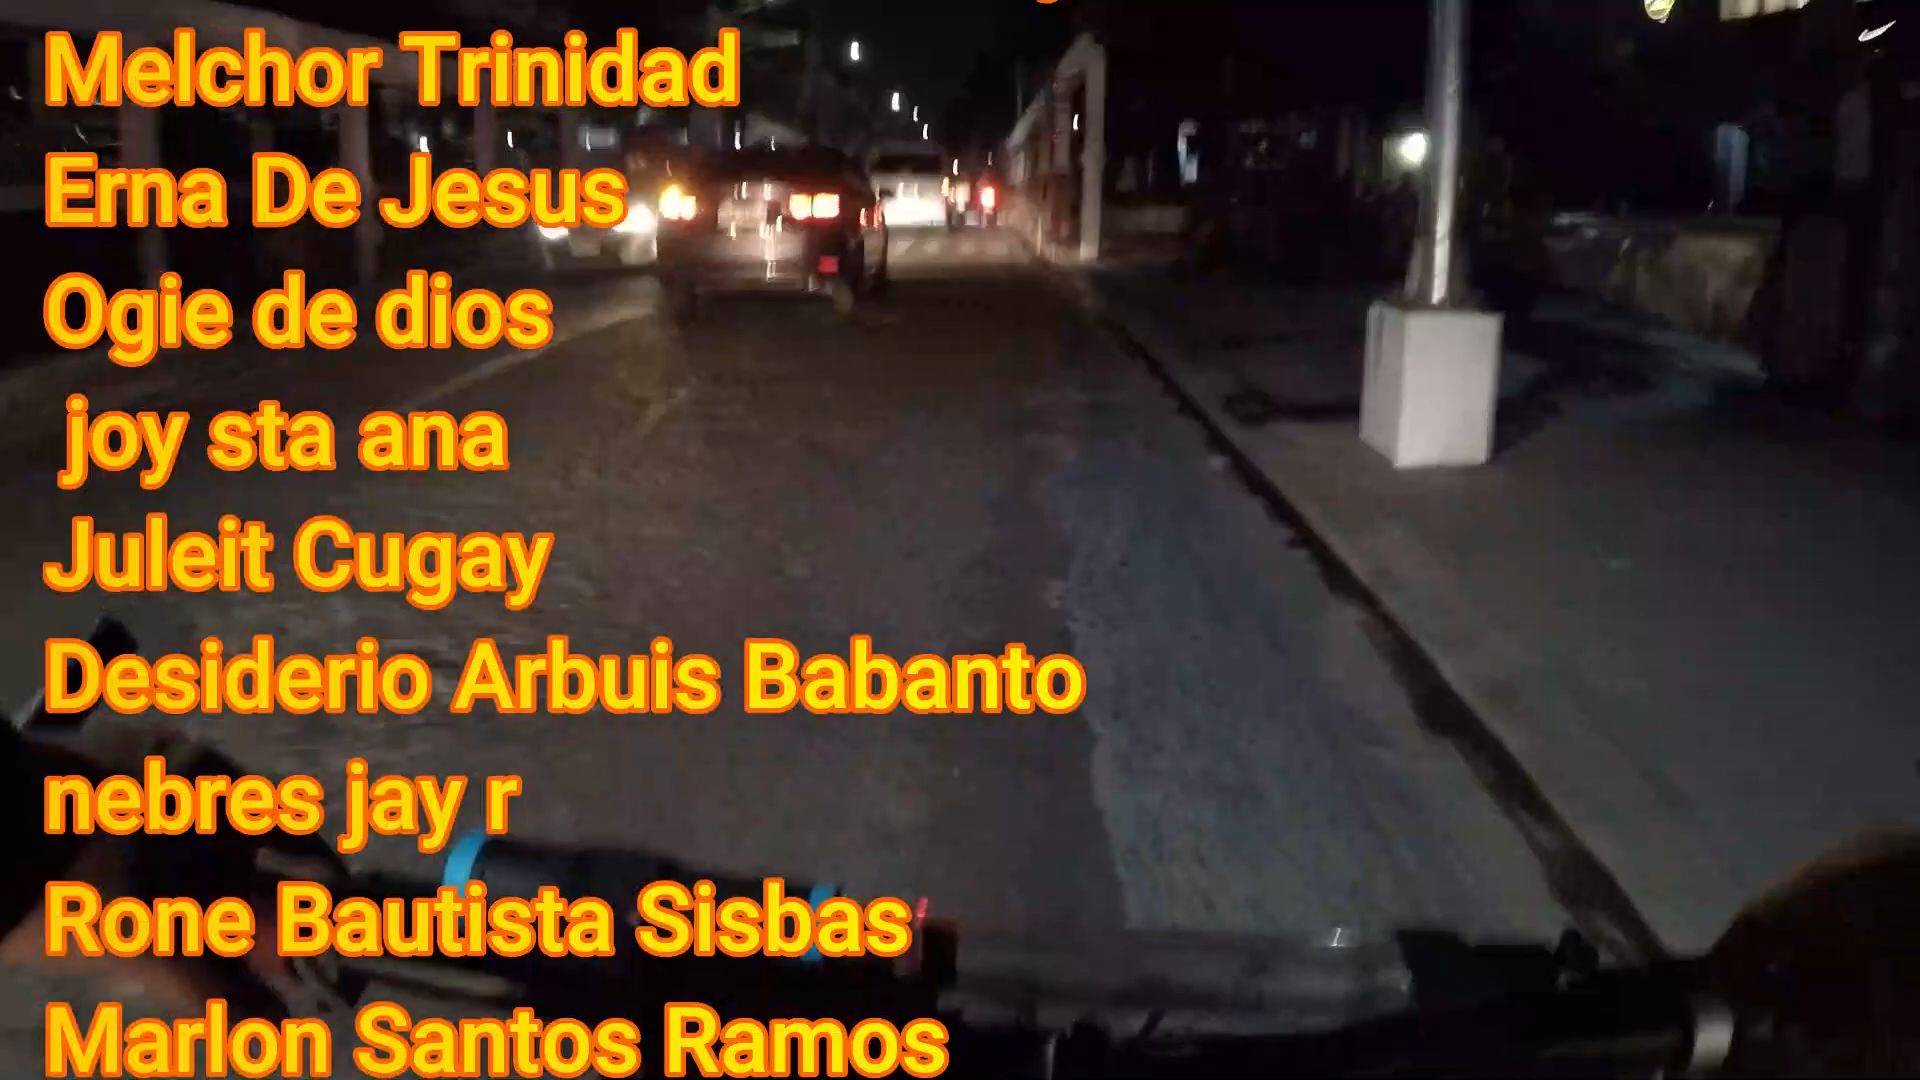 Melchor Trinidad
Erna De Jesus
Ogie de dios
joy sta ana
Juleit Cugay
Desiderio Arbuis Babanto
nebres jay r
Rone Bautista Sisbas
Marlon Santos Ramos